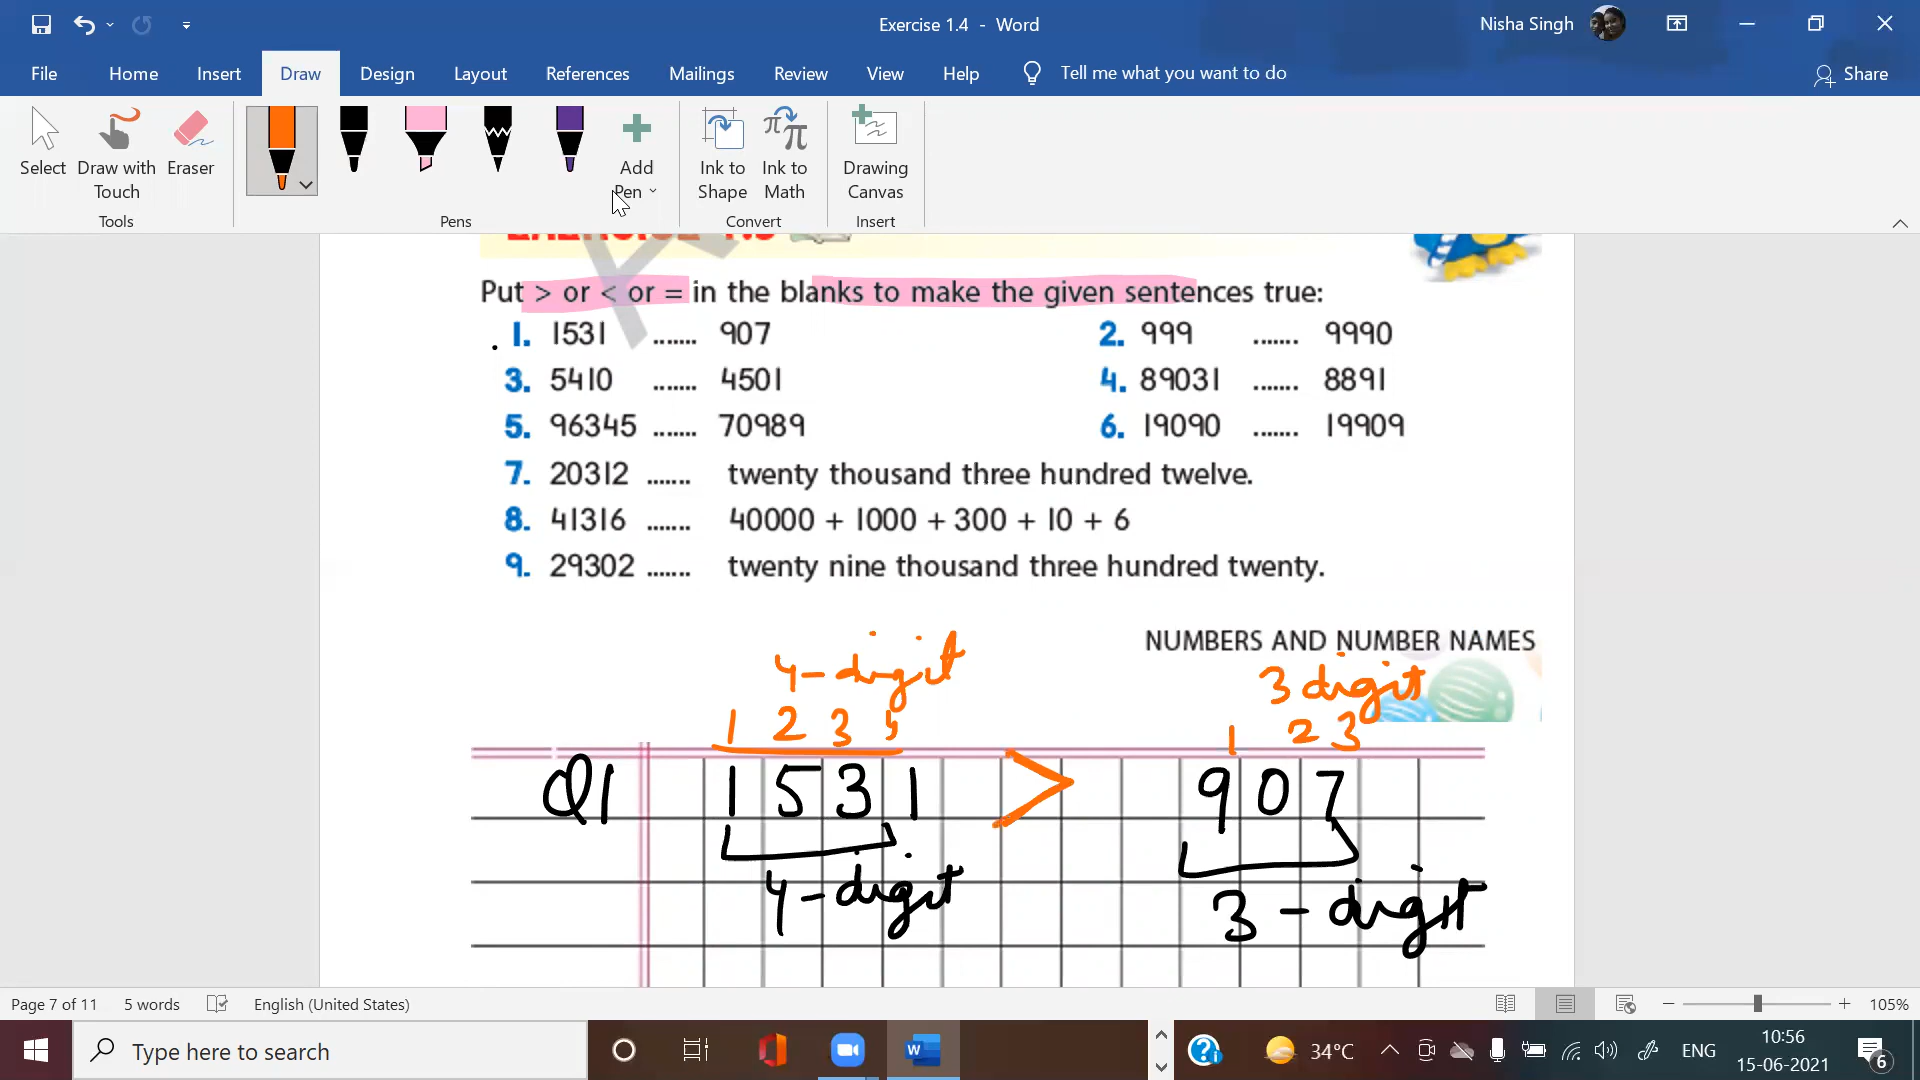 Exercise 1.4 - Word
Nisha Singh
File Home Insert Draw Design Layout References Mailings Review View Help Tell me what you want to do Share
Select Draw with Touch Eraser Add Pen Ink to Shape Ink to Math Drawing Canvas
Tools Pens Convert Insert
Put > or < or = in the blanks to make the given sentences true:
1. 1531 ....... 907 2. 999 ....... 9990
3. 5410 ....... 4501 4. 89031 ....... 8891
5. 96345 ....... 70989 6. 19090 ....... 19909
7. 20312 ....... twenty thousand three hundred twelve.
8. 41316 ....... 40000 + 1000 + 300 + 10 + 6
9. 29302 ....... twenty nine thousand three hundred twenty.
NUMBERS AND NUMBER NAMES
4-digit 3 digit
1 2 3 4 1 2 3
Q1 1531 > 907
4-digit 3-digit
Page 7 of 11 5 words English (United States) 105%
Type here to search 34°C ENG 10:56
15-06-2021 6